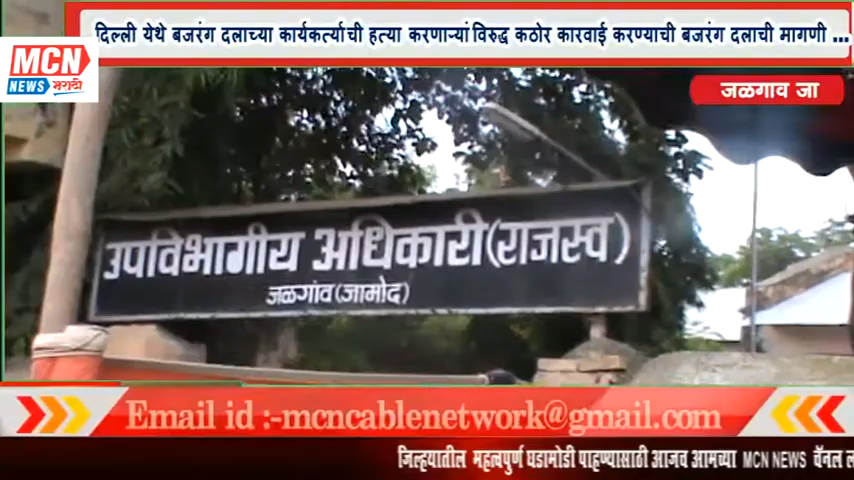 दिल्ली येथे बजरंग दलाच्या कार्यकर्त्याची हत्या करणाऱ्यांविरुद्ध कठोर कारवाई करण्याची बजरंग दलाची मागणी ...
MCN
NEWS मराठी
जळगाव जा
उपविभागीय अधिकारी(राजस्व)
जळगांव(जामोद)
Email id :-mcncablenetwork@gmail.com
जिल्ह्यातील महत्वपुर्ण घडामोडी पाहण्यासाठी आजच आमच्या MCN NEWS चॅनल ल